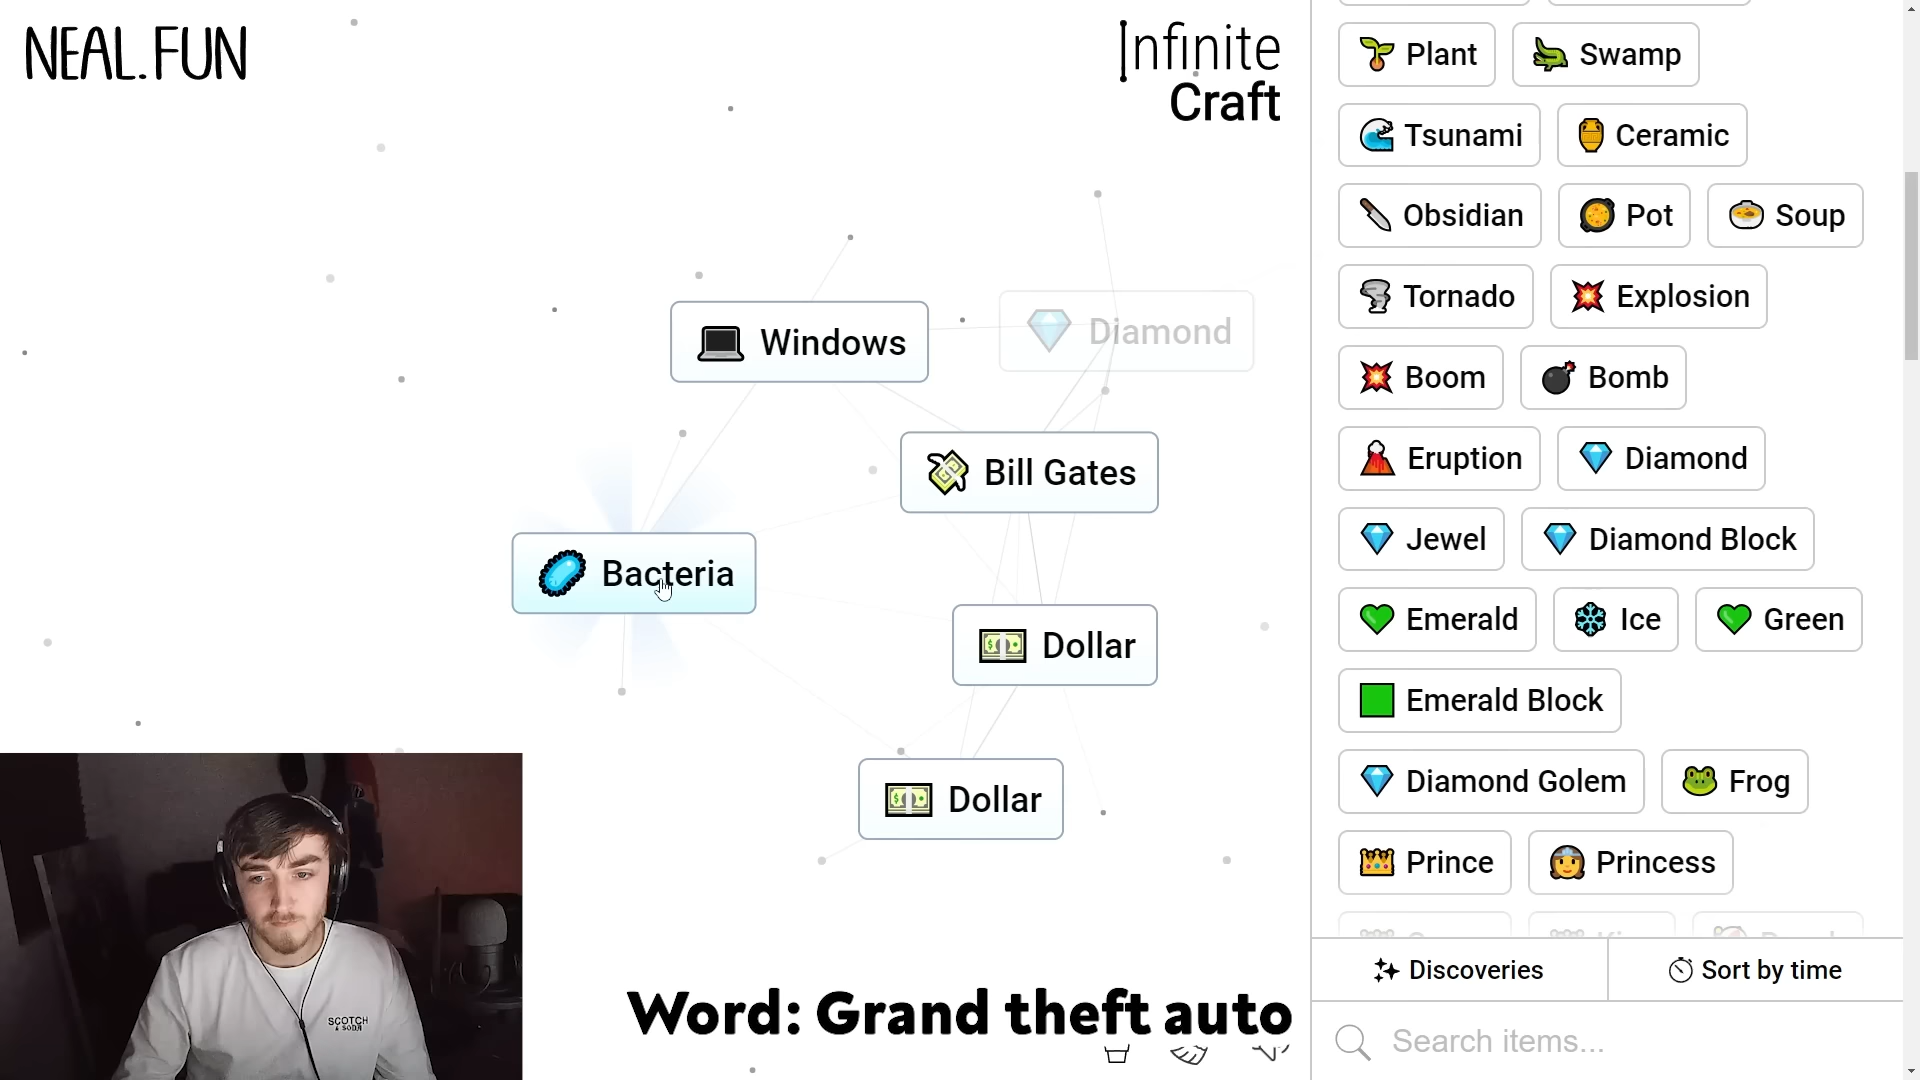 NEAL.FUN
Infinite
Craft
Windows
Diamond
Bill Gates
Bacteria
Dollar
Dollar
Word: Grand theft auto
SCOTCH
& SODA
Plant
Swamp
Tsunami
Ceramic
Obsidian
Pot
Soup
Tornado
Explosion
Boom
Bomb
Eruption
Diamond
Jewel
Diamond Block
Emerald
Ice
Green
Emerald Block
Diamond Golem
Frog
Prince
Princess
Discoveries
Sort by time
Search items...